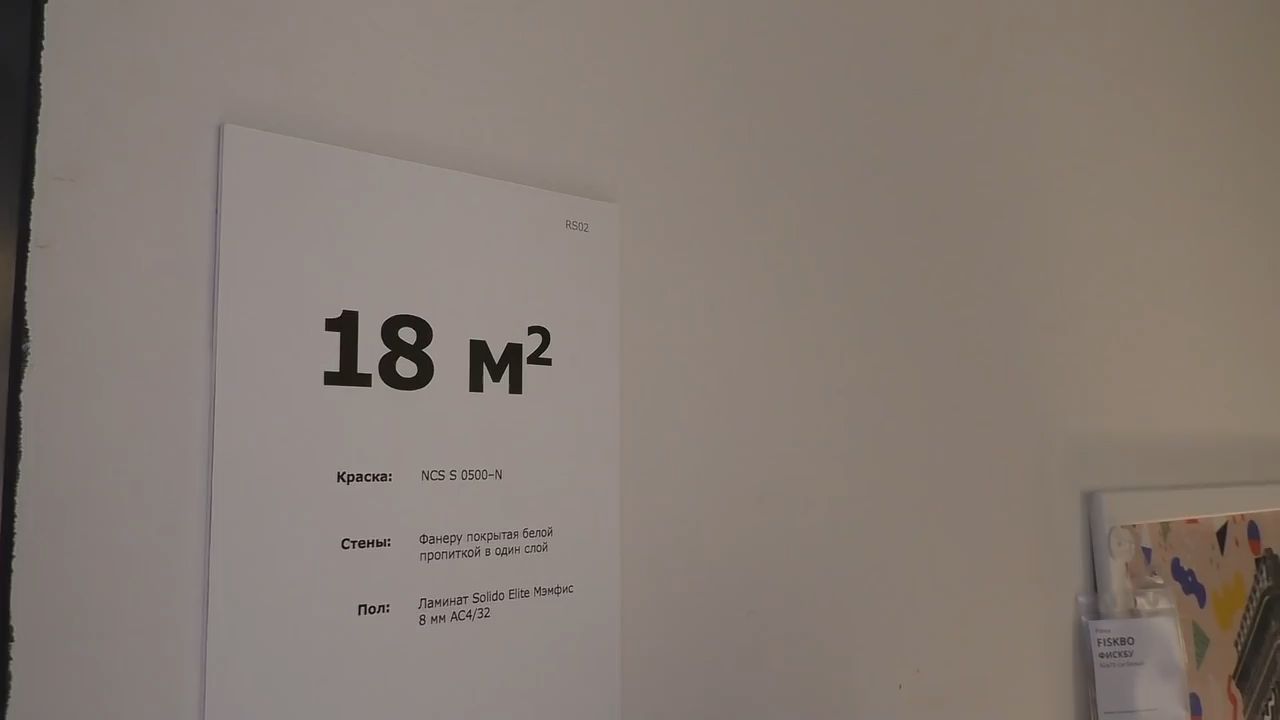 RS02
18 м²
Краска: NCS S 0500-N
Стены: Фанеру покрытая белой
пропиткой в один слой
Пол: Ламинат Solido Elite Мэмфис
8 мм AC4/32
Рамка
FISKBO
ФИСКБУ